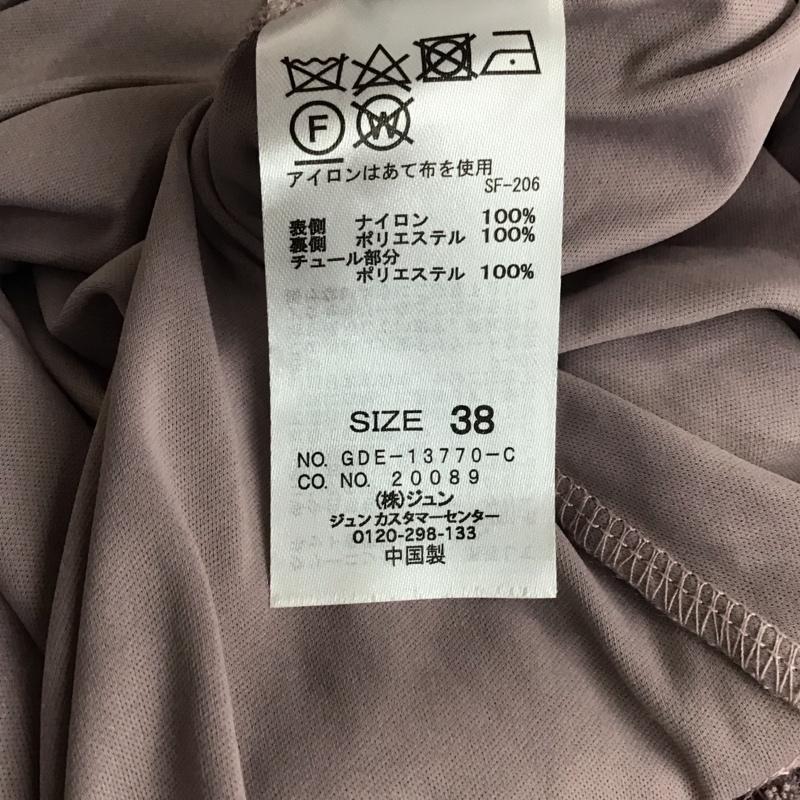 F W
アイロンはあて布を使用
SF-206
表側 ナイロン 100%
裏側 ポリエステル 100%
チュール部分
ポリエステル 100%
SIZE 38
NO. GDE-13770-C
CO. NO. 20089
(株)ジュン
ジュン カスタマーセンター
0120-298-133
中国製